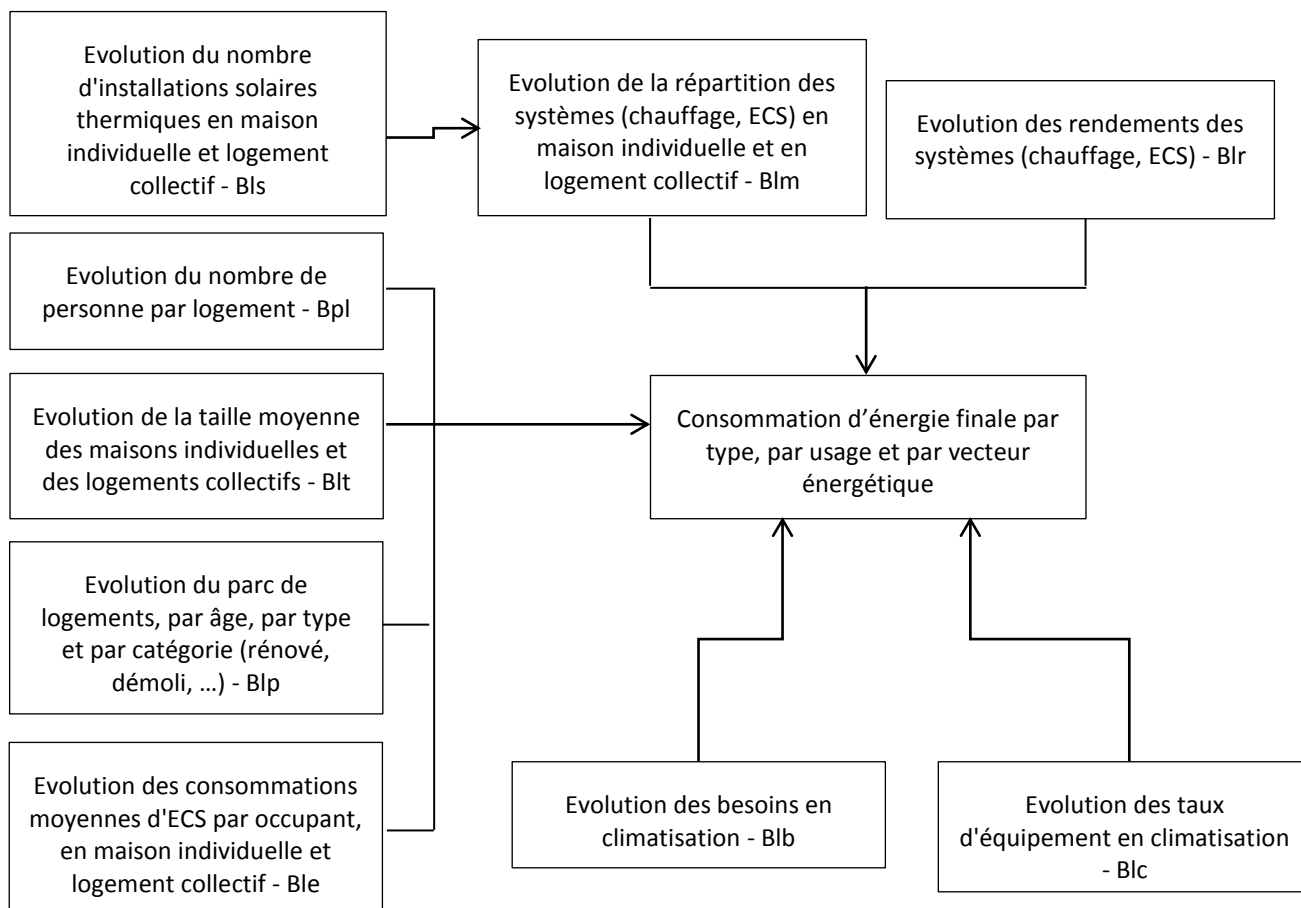 Evolution du nombre
d'installations solaires
thermiques en maison
individuelle et logement
collectif - Bls
Evolution de la répartition des
systèmes (chauffage, ECS) en
maison individuelle et en
logement collectif - Blm
Evolution des rendements des
systèmes (chauffage, ECS) - Blr
Evolution du nombre de
personne par logement - Bpl
Evolution de la taille moyenne
des maisons individuelles et
des logements collectifs - Blt
Consommation d’énergie finale par
type, par usage et par vecteur
énergétique
Evolution du parc de
logements, par âge, par type
et par catégorie (rénové,
démoli, …) - Blp
Evolution des consommations
moyennes d'ECS par occupant,
en maison individuelle et
logement collectif - Ble
Evolution des besoins en
climatisation - Blb
Evolution des taux
d'équipement en climatisation
- Blc